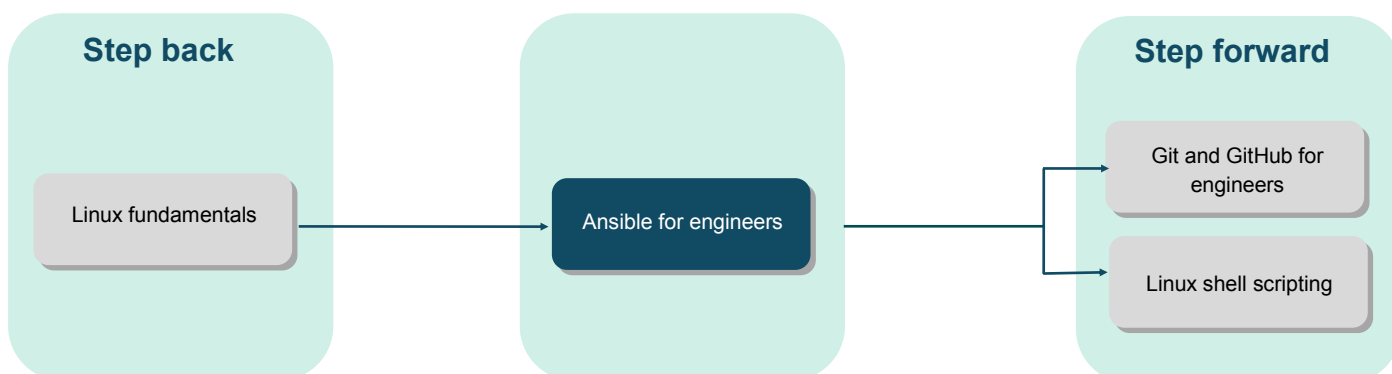 Step back
Linux fundamentals
Ansible for engineers
Step forward
Git and GitHub for
engineers
Linux shell scripting